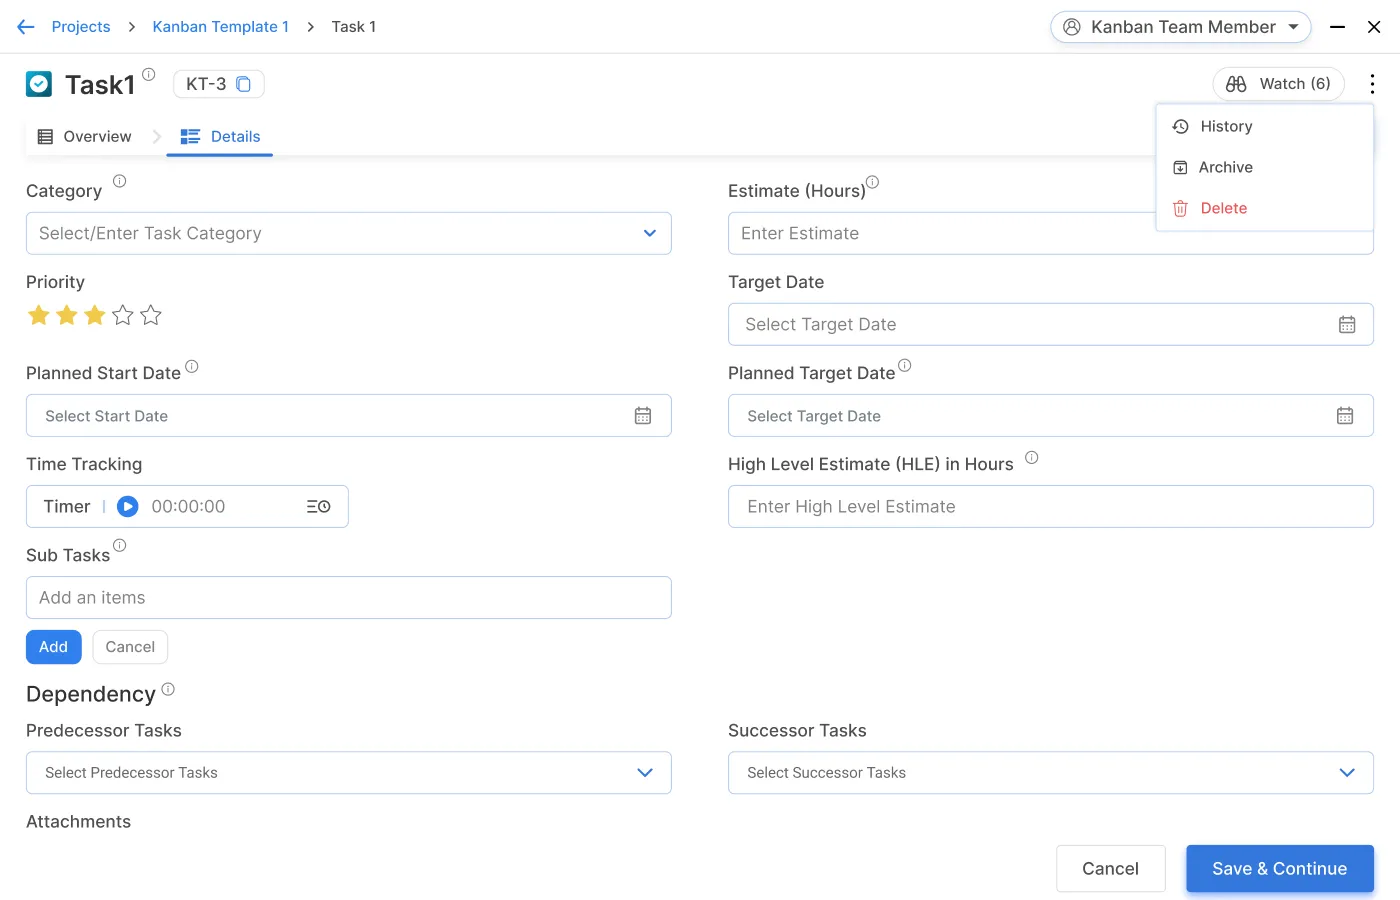 Projects > Kanban Template 1 > Task 1
Kanban Team Member
Task1
KT-3
Watch (6)
Overview
Details
History
Archive
Delete
Category
Select/Enter Task Category
Estimate (Hours)
Enter Estimate
Priority
Target Date
Select Target Date
Planned Start Date
Select Start Date
Planned Target Date
Select Target Date
Time Tracking
Timer | 00:00:00
High Level Estimate (HLE) in Hours
Enter High Level Estimate
Sub Tasks
Add an items
Add
Cancel
Dependency
Predecessor Tasks
Select Predecessor Tasks
Successor Tasks
Select Successor Tasks
Attachments
Cancel
Save & Continue